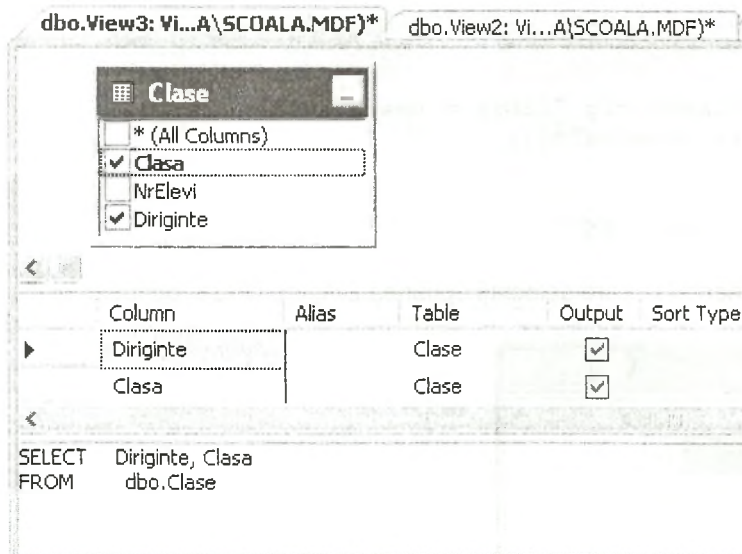 dbo.View3: Vi...A\SCOALA.MDF)* dbo.View2: Vi...A\SCOALA.MDF)*
Clase
* (All Columns)
Clasa
NrElevi
Diriginte
Column Alias Table Output Sort Type
Diriginte Clase
Clasa Clase
SELECT Diriginte, Clasa
FROM dbo.Clase